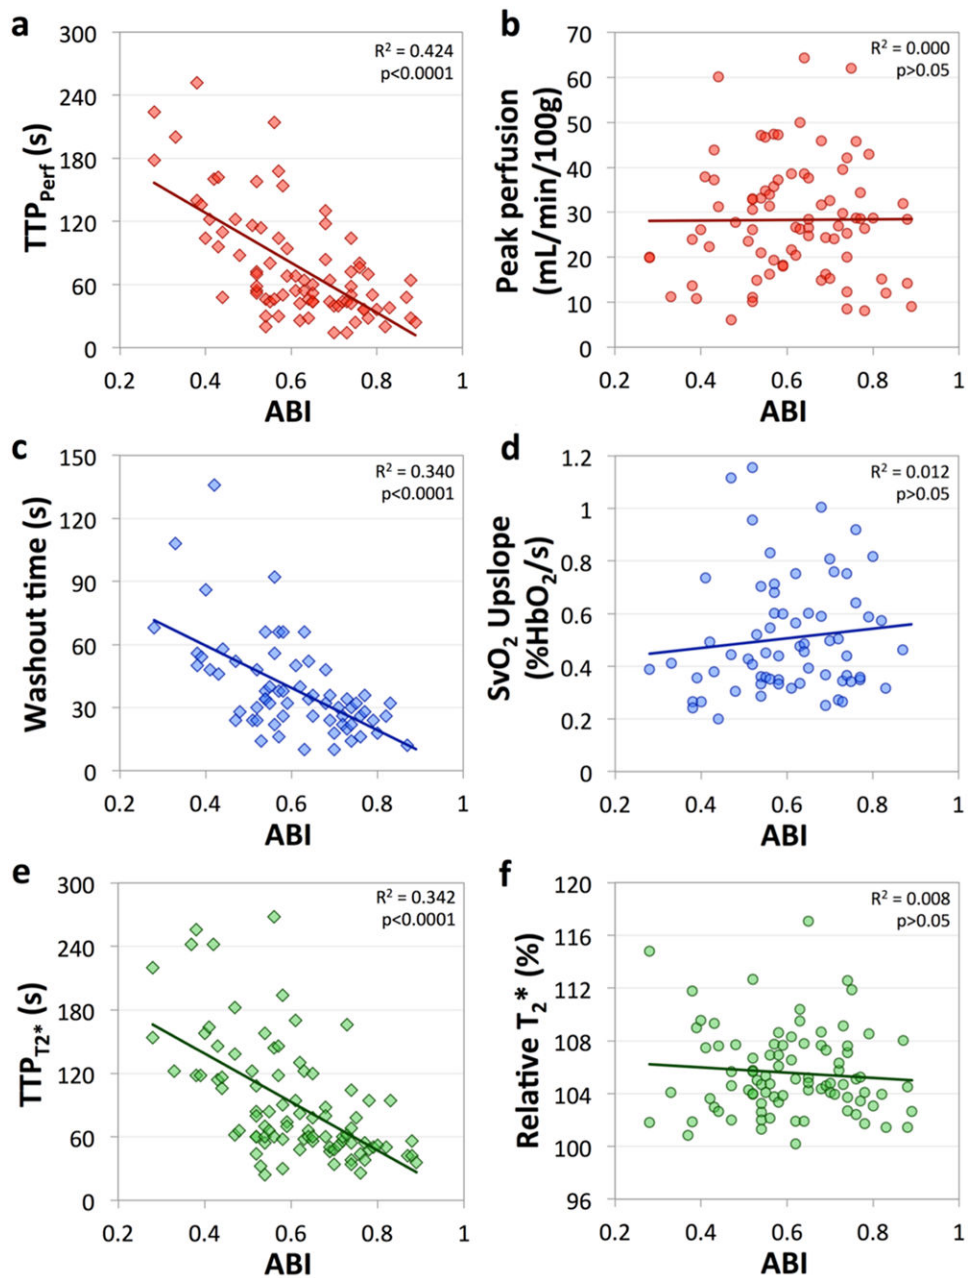 a
R² = 0.424
p<0.0001
TTP_Perf (s)
300
240
180
120
60
0
0.2 0.4 0.6 0.8 1
ABI
b
R² = 0.000
p>0.05
Peak perfusion
(mL/min/100g)
70
60
50
40
30
20
10
0
0.2 0.4 0.6 0.8 1
ABI
c
R² = 0.340
p<0.0001
Washout time (s)
150
120
90
60
30
0
0.2 0.4 0.6 0.8 1
ABI
d
R² = 0.012
p>0.05
SvO₂ Upslope
(%HbO₂/s)
1.2
1
0.8
0.6
0.4
0.2
0
0.2 0.4 0.6 0.8 1
ABI
e
R² = 0.342
p<0.0001
TTP_T2* (s)
300
240
180
120
60
0
0.2 0.4 0.6 0.8 1
ABI
f
R² = 0.008
p>0.05
Relative T₂* (%)
120
116
112
108
104
100
96
0.2 0.4 0.6 0.8 1
ABI